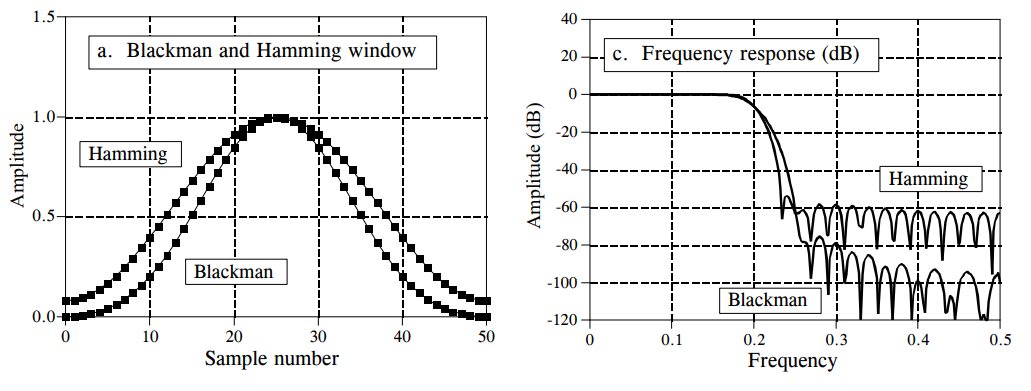 a. Blackman and Hamming window
Amplitude
1.5
1.0
0.5
0.0
Hamming
Blackman
0
10
20
30
40
50
Sample number
c. Frequency response (dB)
Amplitude (dB)
40
20
0
-20
-40
-60
-80
-100
-120
Hamming
Blackman
0
0.1
0.2
0.3
0.4
0.5
Frequency